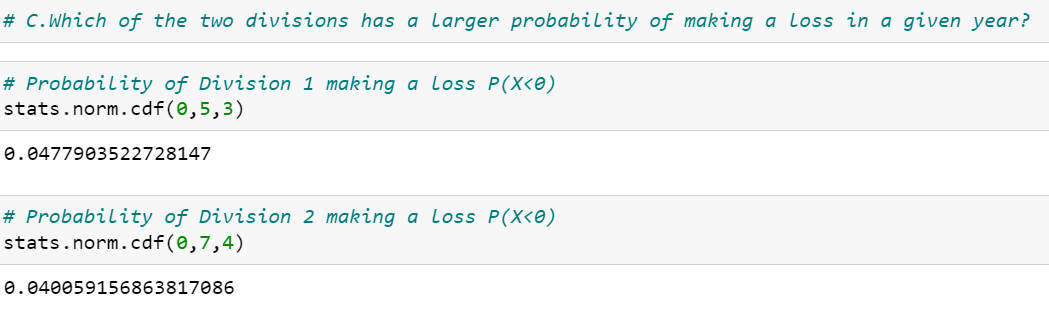 # C.Which of the two divisions has a larger probability of making a loss in a given year?
# Probability of Division 1 making a loss P(X<0)
stats.norm.cdf(0,5,3)
0.0477903522728147
# Probability of Division 2 making a loss P(X<0)
stats.norm.cdf(0,7,4)
0.040059156863817086